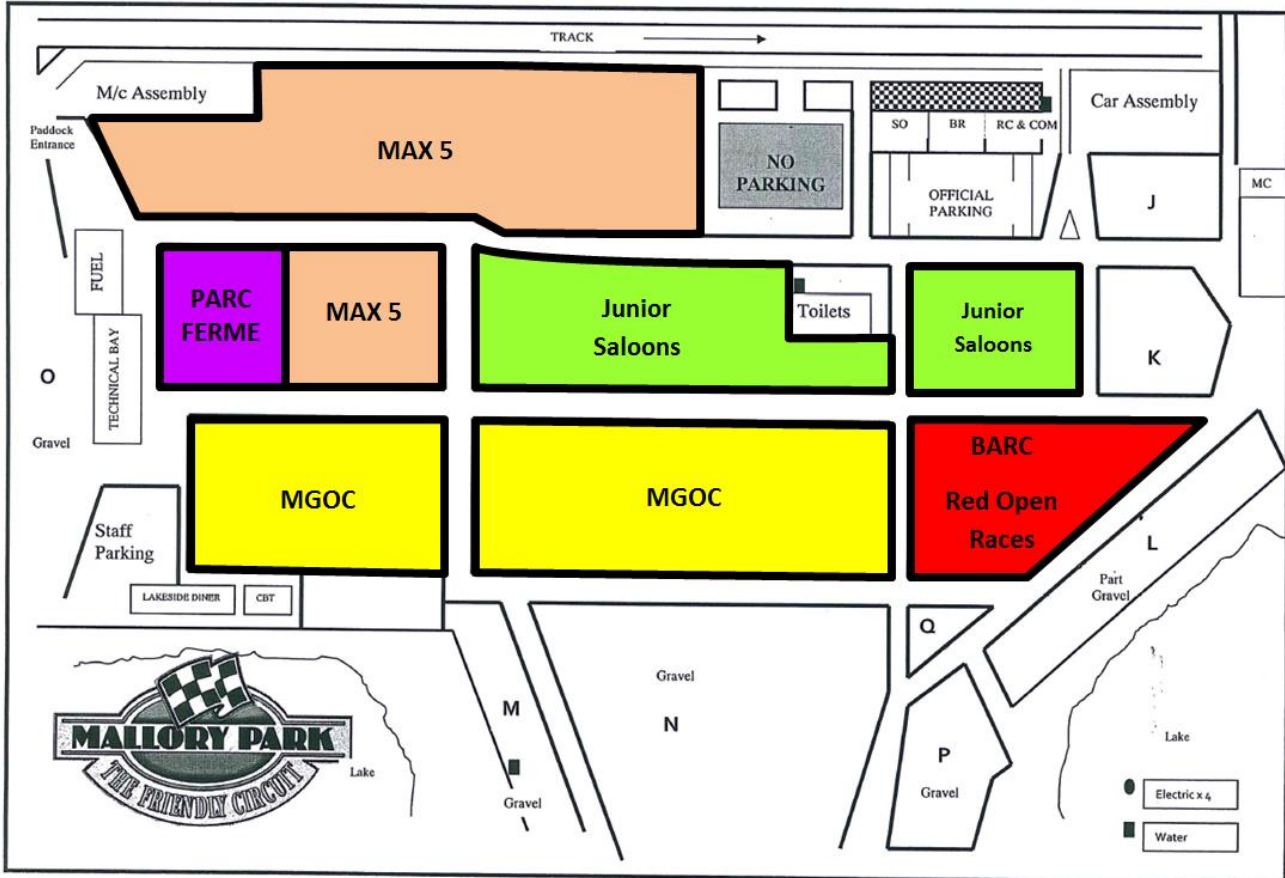 TRACK
M/c Assembly
Paddock
Entrance
MAX 5
NO
PARKING
SO
BR
RC & COM
OFFICIAL
PARKING
Car Assembly
J
MC
FUEL
PARC
FERME
MAX 5
Junior
Saloons
Toilets
Junior
Saloons
K
O
TECHNICAL BAY
Gravel
MGOC
MGOC
BARC
Red Open
Races
Staff
Parking
L
Part
Gravel
LAKESIDE DINER
CBT
Q
Gravel
N
M
Gravel
P
Gravel
Lake
MALLORY PARK
THE FRIENDLY CIRCUIT
Lake
Electric x 4
Water